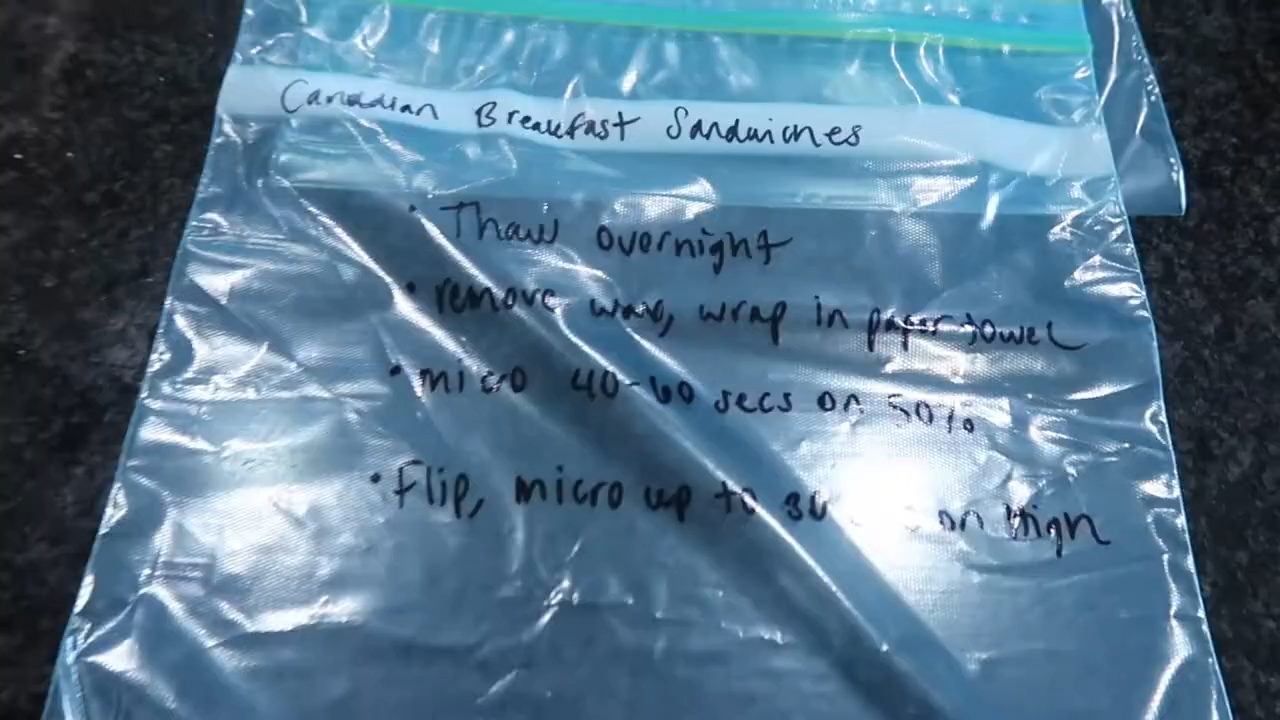 Canadian Breakfast Sandwiches
• Thaw overnight
• remove wrap, wrap in paper towel
• micro 40-60 secs on 50%
• Flip, micro up to 30 on High